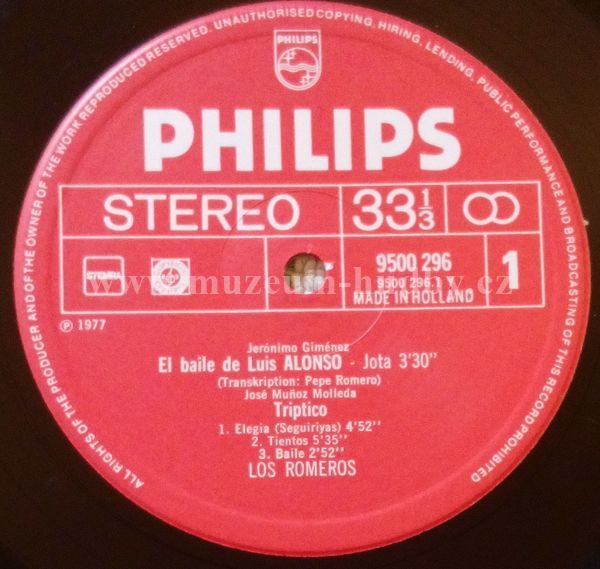 ALL RIGHTS OF THE PRODUCER AND OF THE OWNER OF THE WORK REPRODUCED RESERVED. UNAUTHORISED COPYING, HIRING, LENDING, PUBLIC PERFORMANCE AND BROADCASTING OF THIS RECORD PROHIBITED
PHILIPS
PHILIPS
STEREO 33 1/3
STEMRA
9500 296 1
9500 296.1
MADE IN HOLLAND
www.muzeum-hudby.cz
℗ 1977
Jerónimo Giménez
El baile de Luis ALONSO - Jota 3'30"
(Transkription: Pepe Romero)
José Muñoz Molleda
Triptico
1. Elegia (Seguiriyas) 4'52"
2. Tientos 5'35"
3. Baile 2'52"
LOS ROMEROS